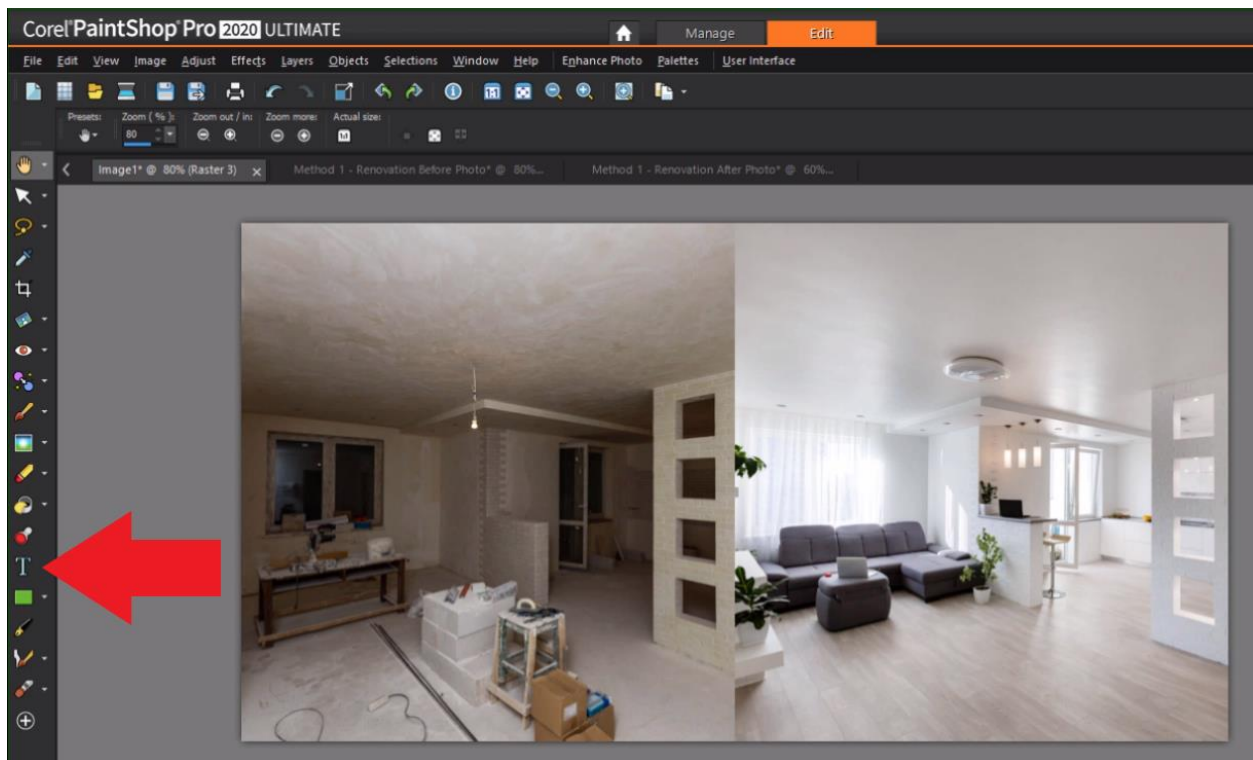 Corel®PaintShop®Pro 2020 ULTIMATE
Manage
Edit
File Edit View Image Adjust Effects Layers Objects Selections Window Help Enhance Photo Palettes User Interface
Presets: Zoom ( % ): Zoom out / in: Zoom more: Actual size:
80
Image1* @ 80% (Raster 3) x Method 1 - Renovation Before Photo* @ 80%... Method 1 - Renovation After Photo* @ 60%...
T